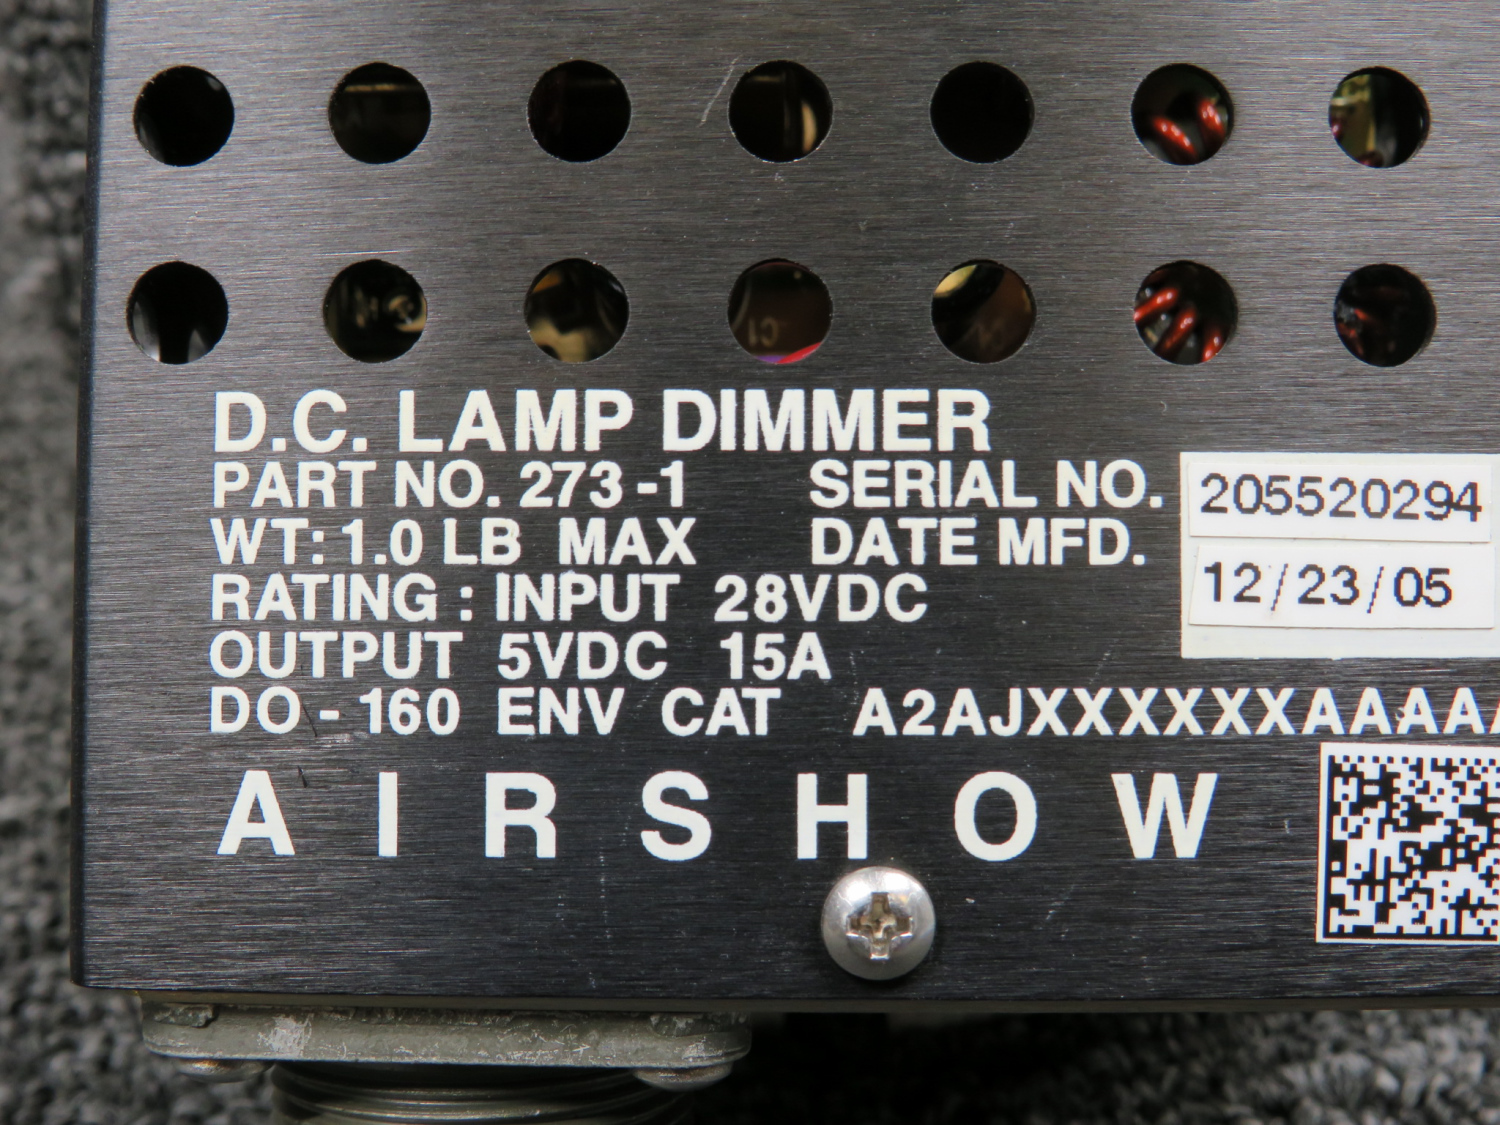 D.C. LAMP DIMMER
PART NO. 273-1 SERIAL NO. 205520294
WT: 1.0 LB MAX DATE MFD. 12/23/05
RATING : INPUT 28VDC
OUTPUT 5VDC 15A
DO - 160 ENV CAT A2AJXXXXXXAAAA
AIRSHOW
C1